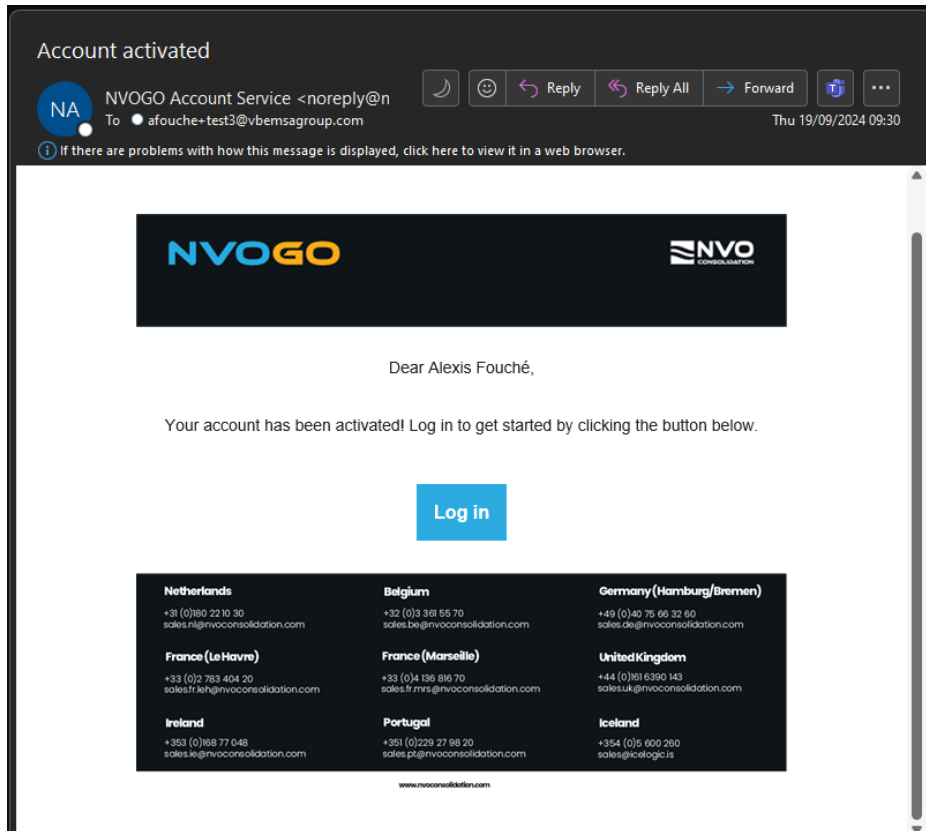 Account activated
NA
NVOGO Account Service <noreply@n
Reply
Reply All
Forward
To afouche+test3@vbemsagroup.com
Thu 19/09/2024 09:30
If there are problems with how this message is displayed, click here to view it in a web browser.
NVOGO
NVO
CONSOLIDATION
Dear Alexis Fouché,
Your account has been activated! Log in to get started by clicking the button below.
Log in
Netherlands
+31 (0)180 22 10 30
sales.nl@nvoconsolidation.com
Belgium
+32 (0)3 361 55 70
sales.be@nvoconsolidation.com
Germany (Hamburg/Bremen)
+49 (0)40 75 66 32 60
sales.de@nvoconsolidation.com
France (Le Havre)
+33 (0)2 783 404 20
sales.fr.leh@nvoconsolidation.com
France (Marseille)
+33 (0)4 136 816 70
sales.fr.mrs@nvoconsolidation.com
United Kingdom
+44 (0)161 6390 143
sales.uk@nvoconsolidation.com
Ireland
+353 (0)168 77 048
sales.ie@nvoconsolidation.com
Portugal
+351 (0)229 27 98 20
sales.pt@nvoconsolidation.com
Iceland
+354 (0)5 600 260
sales@icelogic.is
www.nvoconsolidation.com